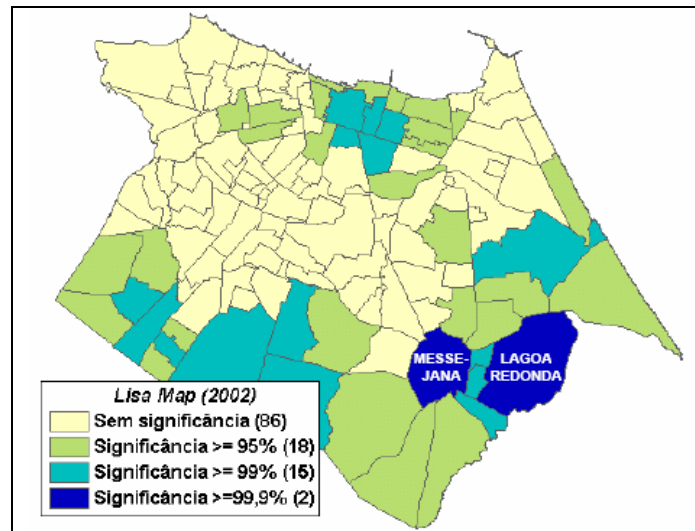 MESSE-
JANA
LAGOA
REDONDA
Lisa Map (2002)
Sem significância (86)
Significância >= 95% (18)
Significância >= 99% (15)
Significância >=99,9% (2)